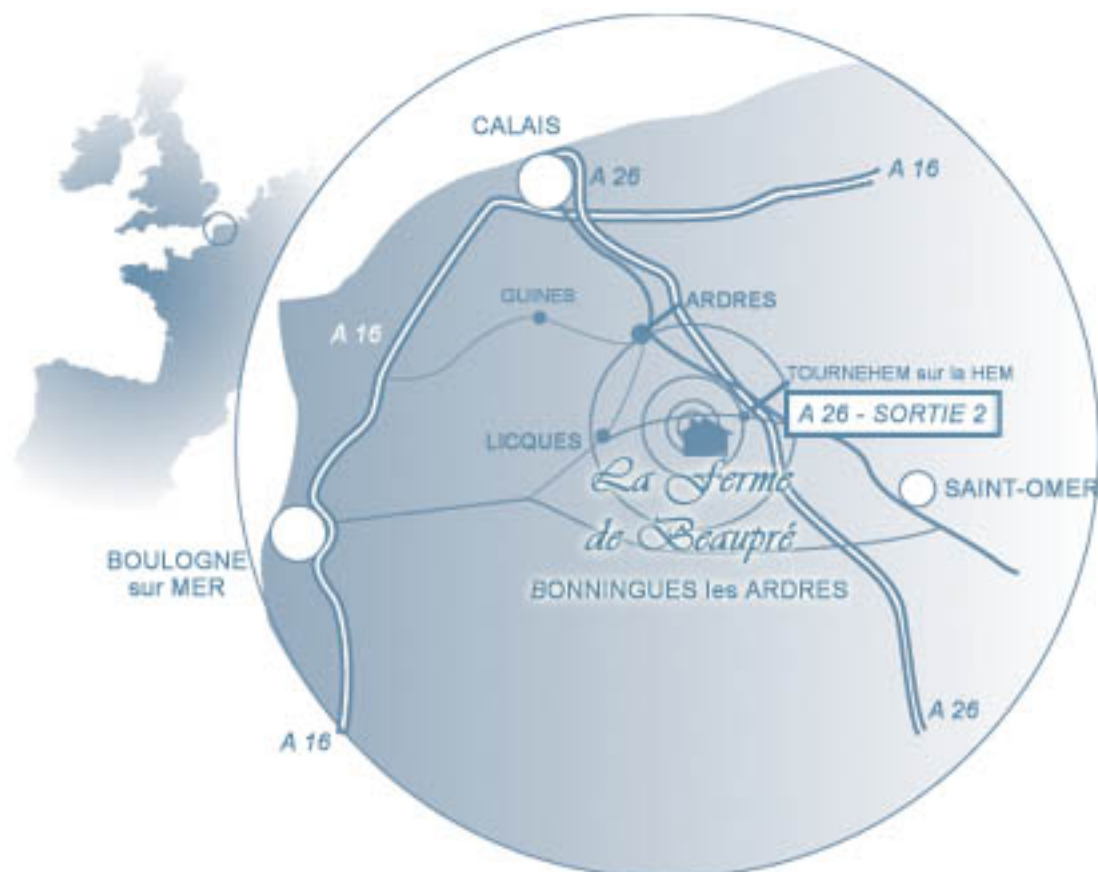 CALAIS
A 26
A 16
GUINES
ARDRES
A 16
TOURNEHEM sur la HEM
A 26 - SORTIE 2
LICQUES
La Ferme
de Beaupré
SAINT-OMER
BOULOGNE
sur MER
BONNINGUES les ARDRES
A 26
A 16